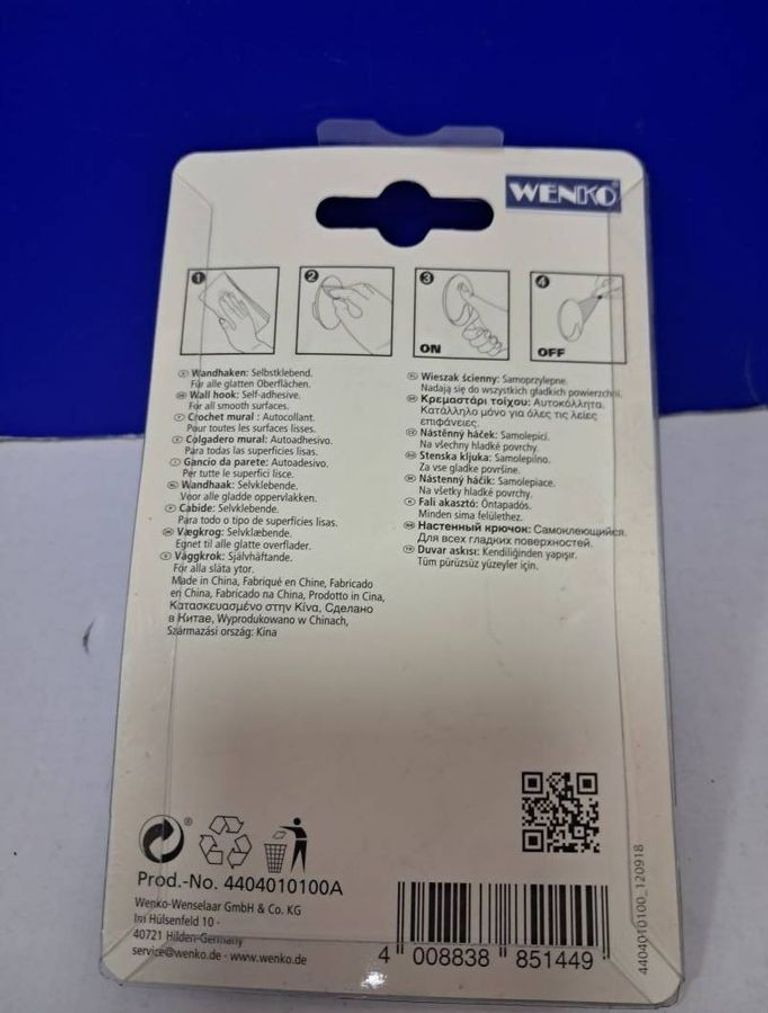 WENKO
1
2
3
ON
4
OFF
Wandhaken: Selbstklebend.
Für alle glatten Oberflächen.
Wall hook: Self-adhesive.
For all smooth surfaces.
Crochet mural : Autocollant.
Pour toutes les surfaces lisses.
Colgadero mural: Autoadhesivo.
Para todas las superficies lisas.
Gancio da parete: Autoadesivo.
Per tutte le superfici lisce.
Wandhaak: Selvklebende.
Voor alle gladde oppervlakken.
Cabide: Selvklebende.
Para todo o tipo de superfícies lisas.
Vægkrog: Selvklæbende.
Egnet til alle glatte overflader.
Väggkrok: Självhäftande.
För alla släta ytor.
Made in China, Fabriqué en Chine, Fabricado
en China, Fabricado na China, Prodotto in Cina,
Κατασκευασμένο στην Κίνα, Сделано
в Китае, Wyprodukowano w Chinach,
Származási ország: Kina
Wieszak ścienny: Samoprzylepne.
Nadają się do wszystkich gładkich powierzchni.
Κρεμαστάρι τοίχου: Αυτοκόλλητα.
Κατάλληλο μόνο για όλες τις λείες
επιφάνειες.
Nástěnný háček: Samolepicí.
Na všechny hladké povrchy.
Stenska kljuka: Samolepilno.
Za vse gladke površine.
Nástenný háčik: Samolepiace.
Na všetky hladké povrchy.
Fali akasztó: Öntapadós.
Minden sima felülethez.
Настенный крючок: Самоклеющийся.
Для всех гладких поверхностей.
Duvar askısı: Kendiliğinden yapışır.
Tüm pürüzsüz yüzeyler için.
Prod.-No. 4404010100A
Wenko-Wenselaar GmbH & Co. KG
Im Hülsenfeld 10 -
40721 Hilden-Germany
service@wenko.de - www.wenko.de
4 008838 851449
4404010100_120918